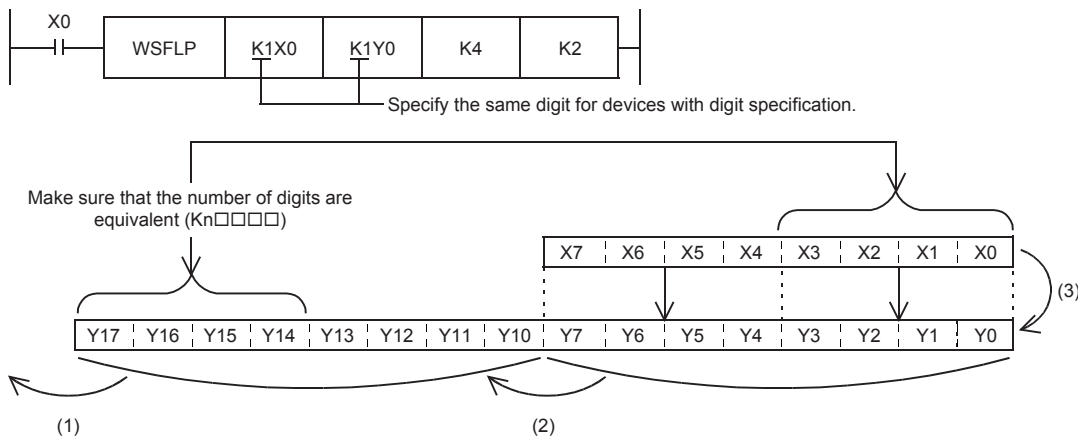 X0
WSFLP K1X0 K1Y0 K4 K2
Specify the same digit for devices with digit specification.
Make sure that the number of digits are
equivalent (Kn□□□□)
X7 X6 X5 X4 X3 X2 X1 X0
(3)
Y17 Y16 Y15 Y14 Y13 Y12 Y11 Y10 Y7 Y6 Y5 Y4 Y3 Y2 Y1 Y0
(1) (2)